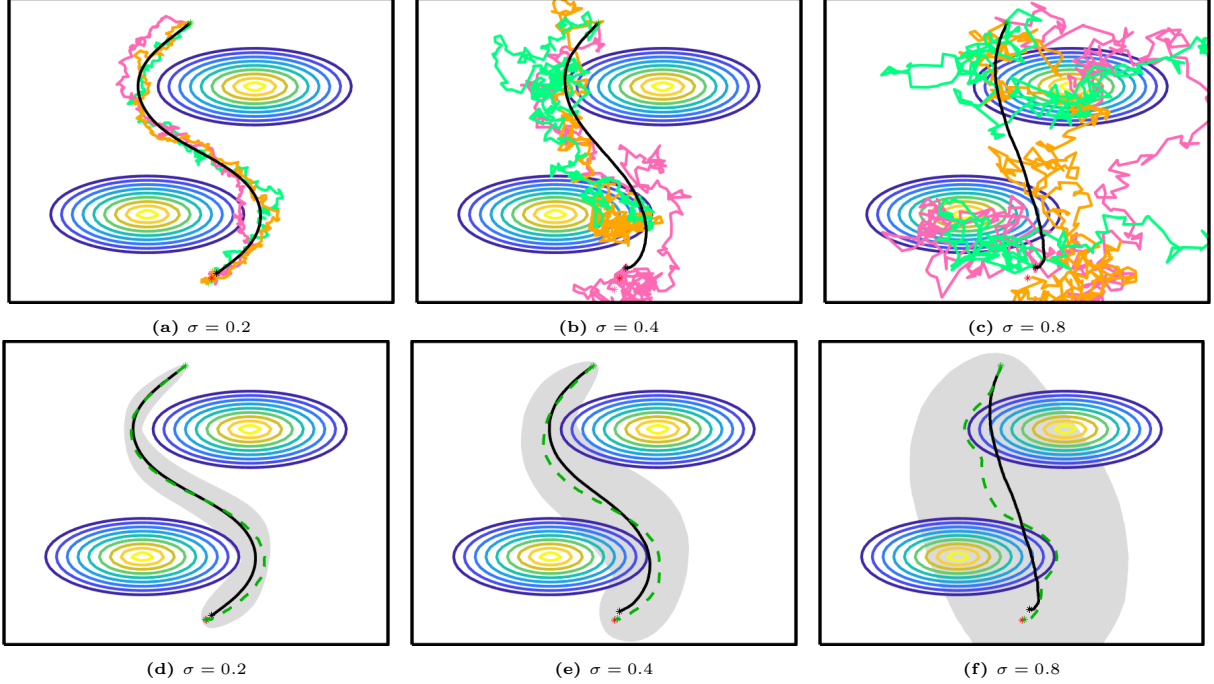 (a) σ = 0.2
(b) σ = 0.4
(c) σ = 0.8
(d) σ = 0.2
(e) σ = 0.4
(f) σ = 0.8